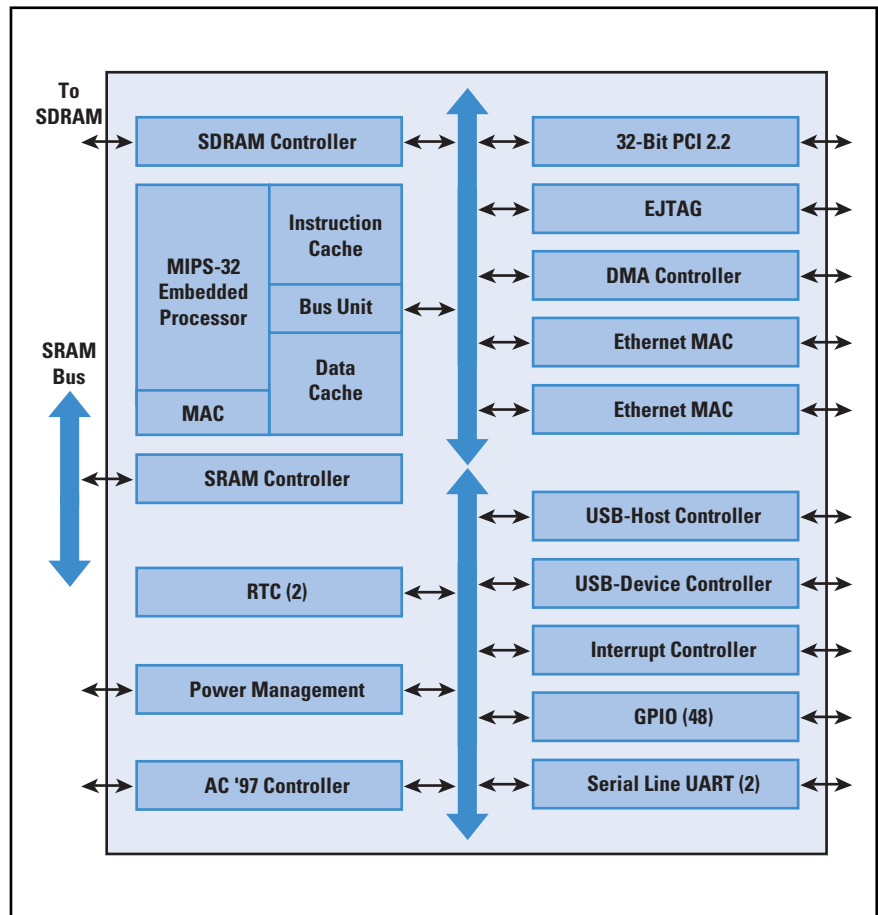 To
SDRAM
SDRAM Controller
32-Bit PCI 2.2
Instruction
Cache
EJTAG
MIPS-32
Embedded
Processor
DMA Controller
Bus Unit
Ethernet MAC
SRAM
Bus
Data
Cache
MAC
Ethernet MAC
SRAM Controller
USB-Host Controller
RTC (2)
USB-Device Controller
Interrupt Controller
Power Management
GPIO (48)
AC '97 Controller
Serial Line UART (2)